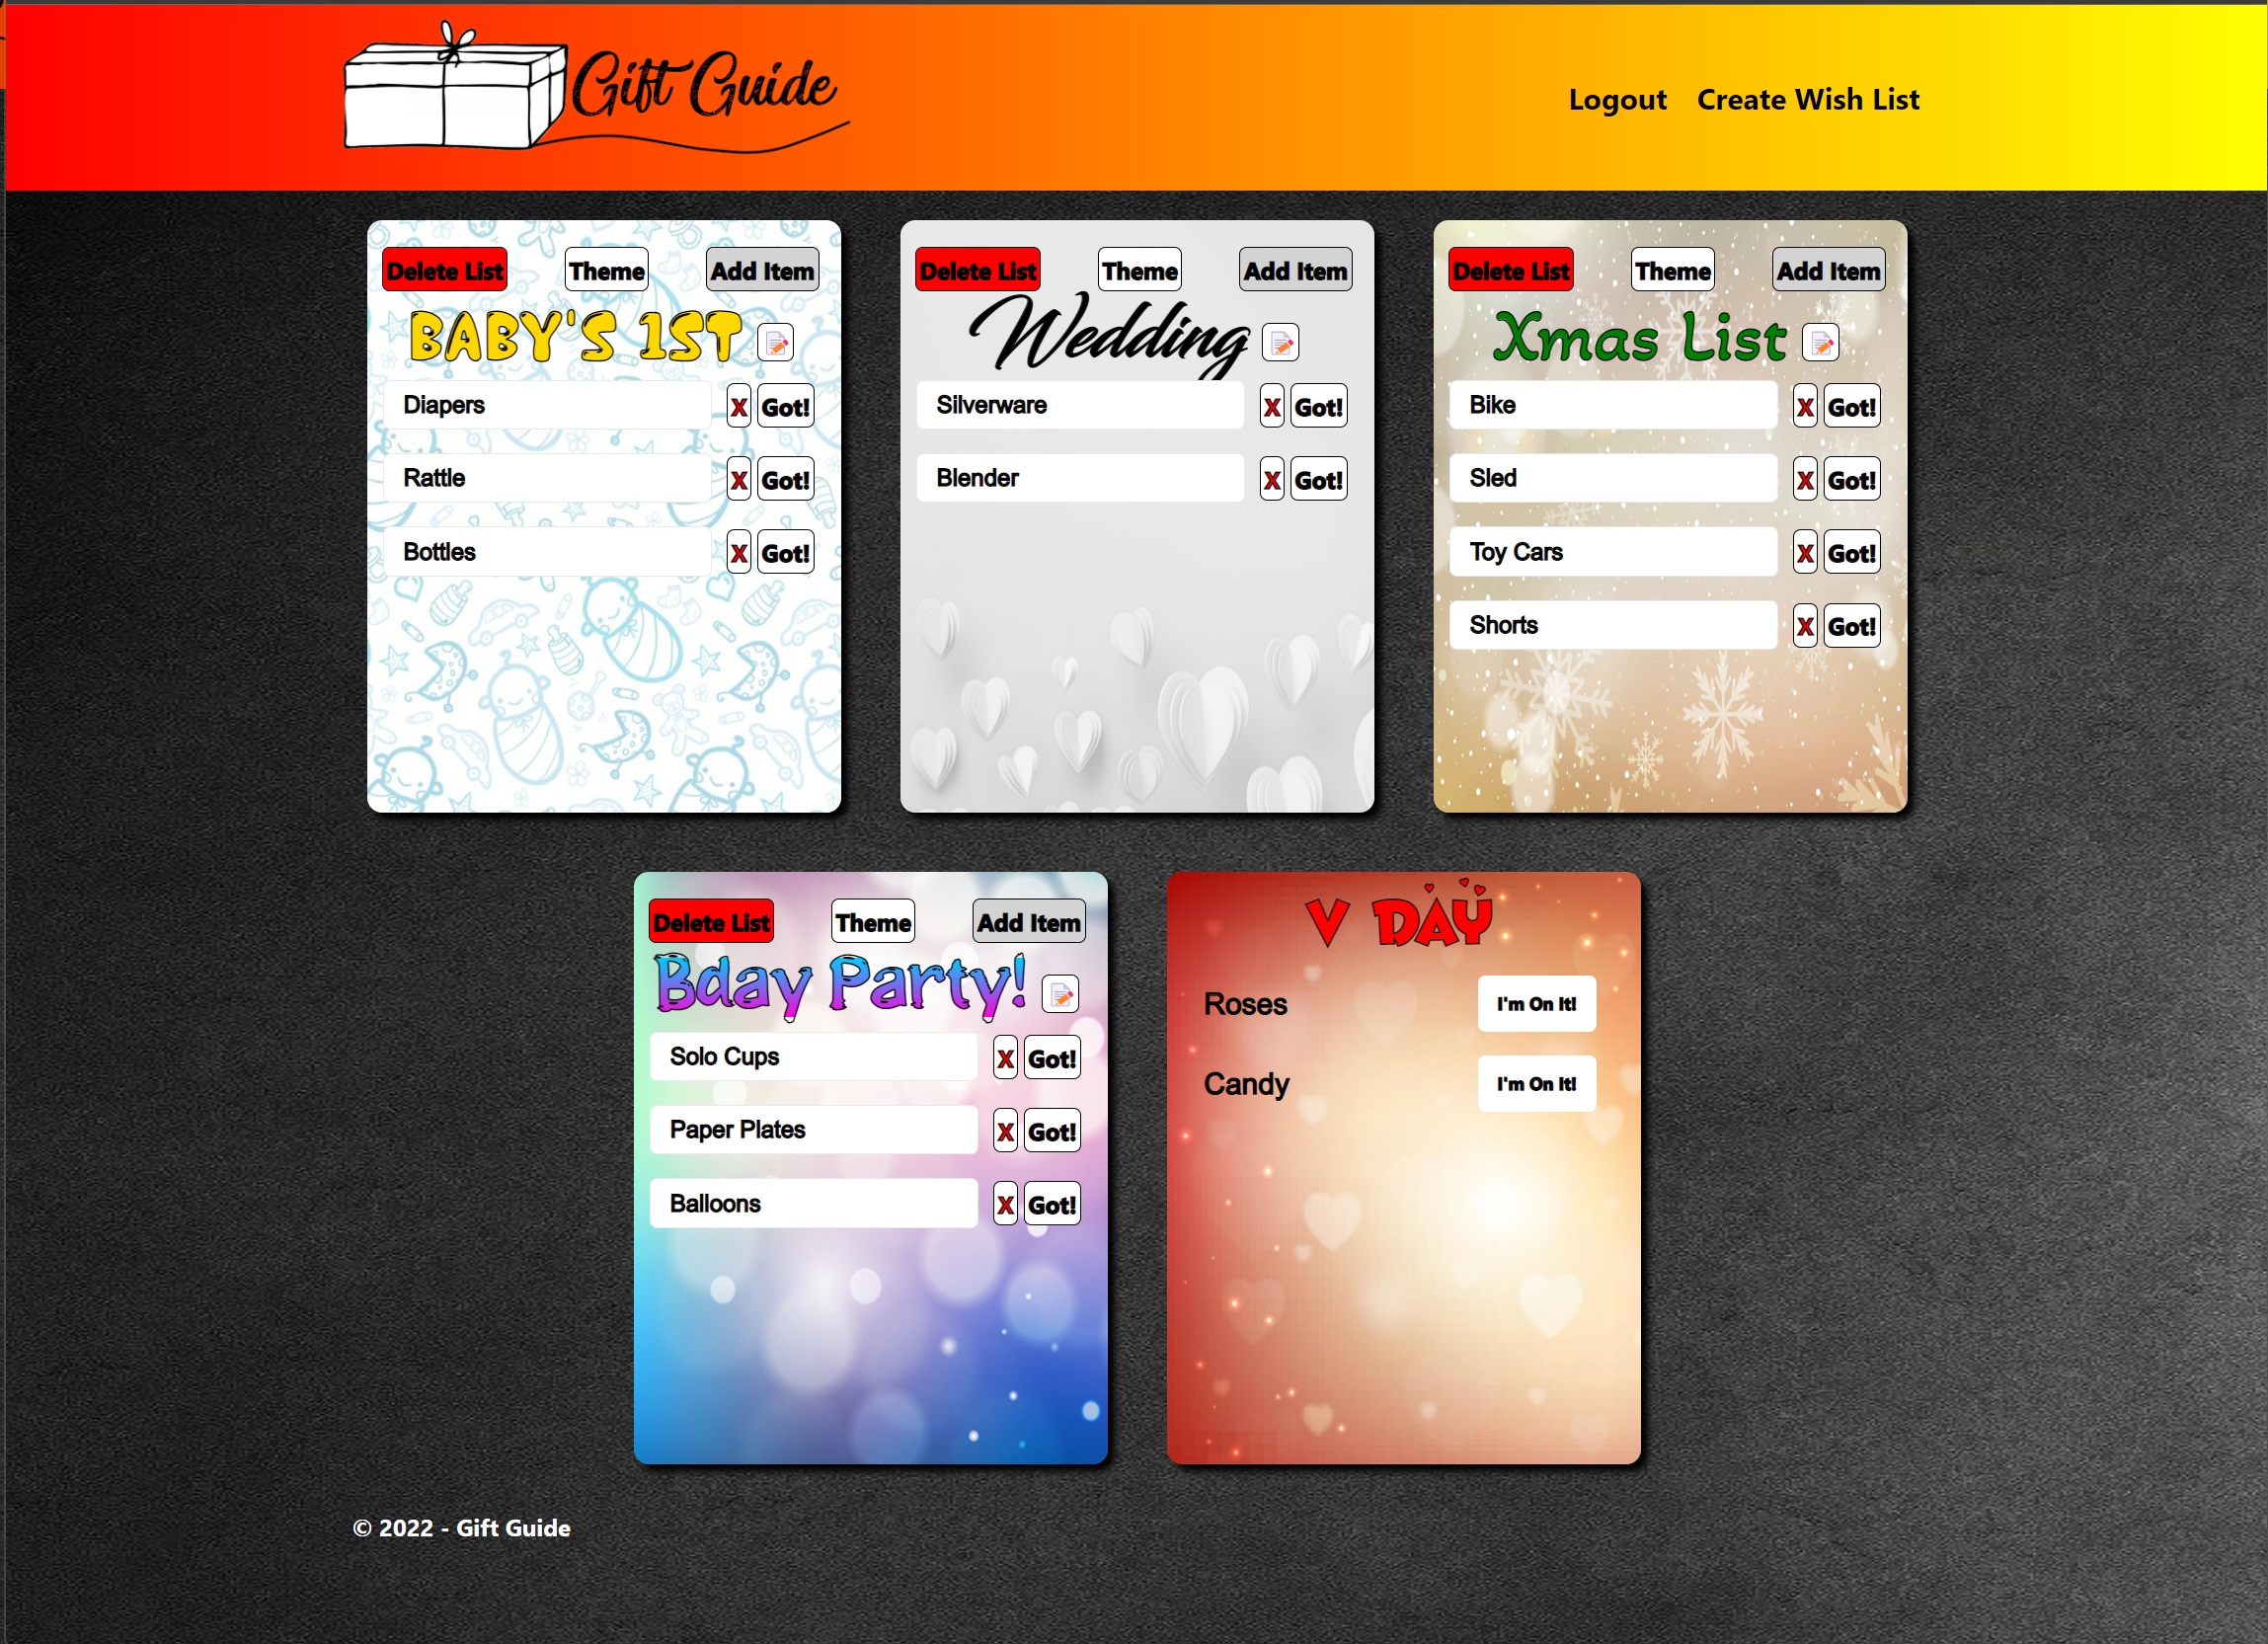 Gift Guide
Logout Create Wish List
Delete List Theme Add Item
BABY'S 1ST
Diapers X Got!
Rattle X Got!
Bottles X Got!
Delete List Theme Add Item
Wedding
Silverware X Got!
Blender X Got!
Delete List Theme Add Item
Xmas List
Bike X Got!
Sled X Got!
Toy Cars X Got!
Shorts X Got!
Delete List Theme Add Item
Bday Party!
Solo Cups X Got!
Paper Plates X Got!
Balloons X Got!
V DAY
Roses I'm On It!
Candy I'm On It!
© 2022 - Gift Guide